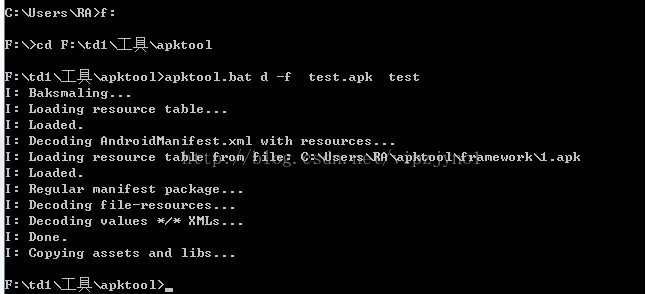 C:\Users\RA>f:
F:\>cd F:\td1\工具\apktool
F:\td1\工具\apktool>apktool.bat d -f  test.apk  test
I: Baksmaling...
I: Loading resource table...
I: Loaded.
I: Decoding AndroidManifest.xml with resources...
I: Loading resource table from file: C:\Users\RA\apktool\framework\1.apk
I: Loaded.
I: Regular manifest package...
I: Decoding file-resources...
I: Decoding values */* XMLs...
I: Done.
I: Copying assets and libs...
F:\td1\工具\apktool>_